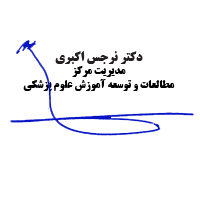 دکتر نرجس اکبری
مدیریت مرکز
مطالعات و توسعه آموزش علوم پزشکی